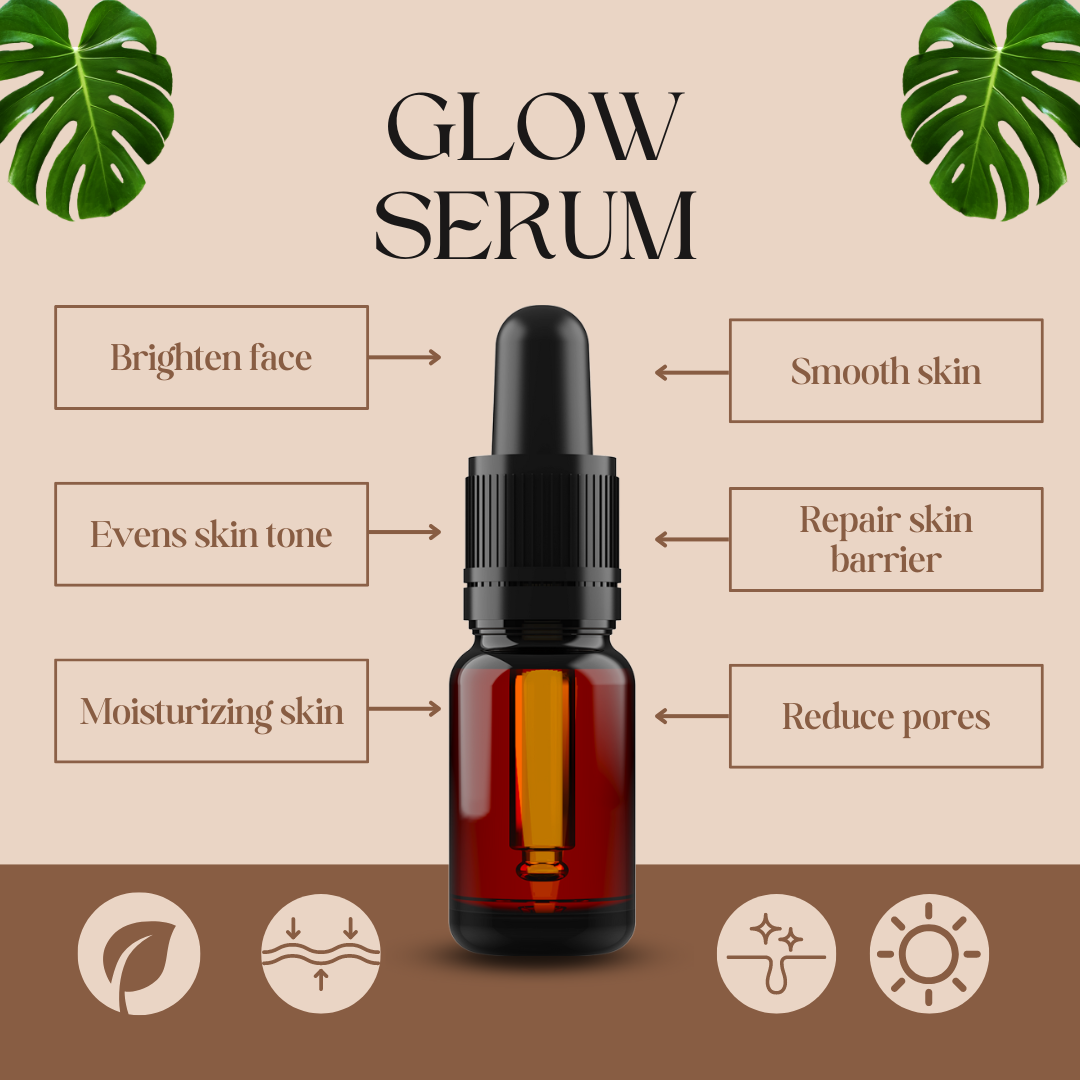 GLOW
SERUM
Brighten face
Smooth skin
Evens skin tone
Repair skin
barrier
Moisturizing skin
Reduce pores